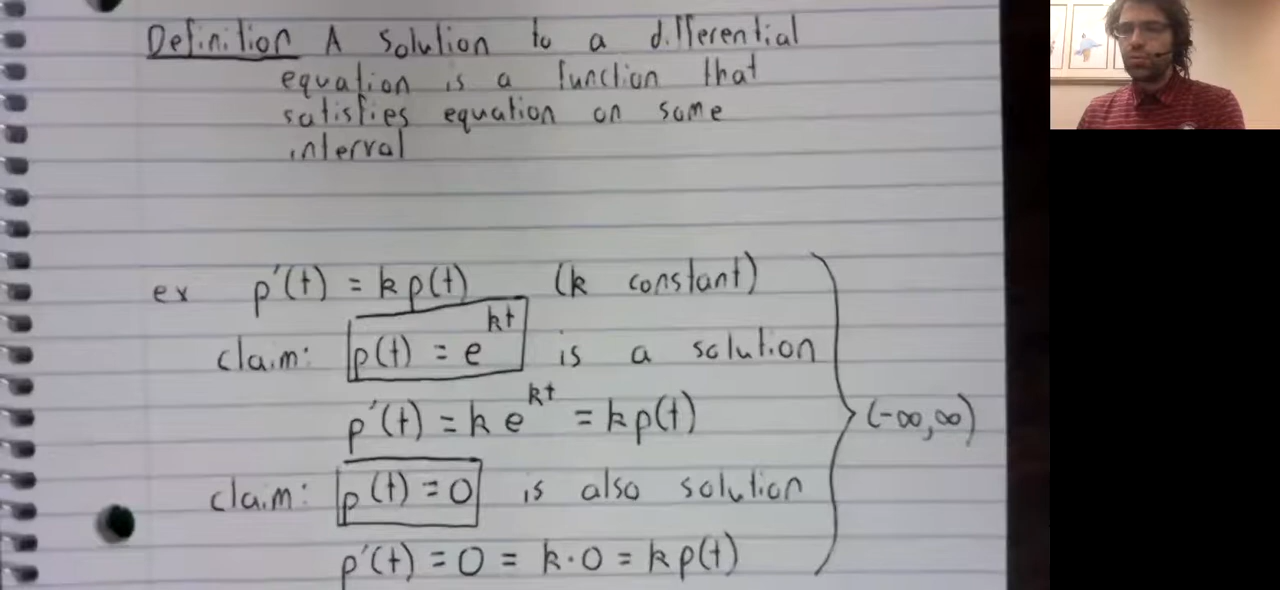 Definition A solution to a differential
equation is a function that
satisfies equation on some
interval
ex p'(t) = kp(t) (k constant)
claim: p(t) = e^{kt} is a solution
p'(t) = k e^{kt} = kp(t)
(-∞,∞)
claim: p(t) = 0 is also solution
p'(t) = 0 = k·0 = kp(t)